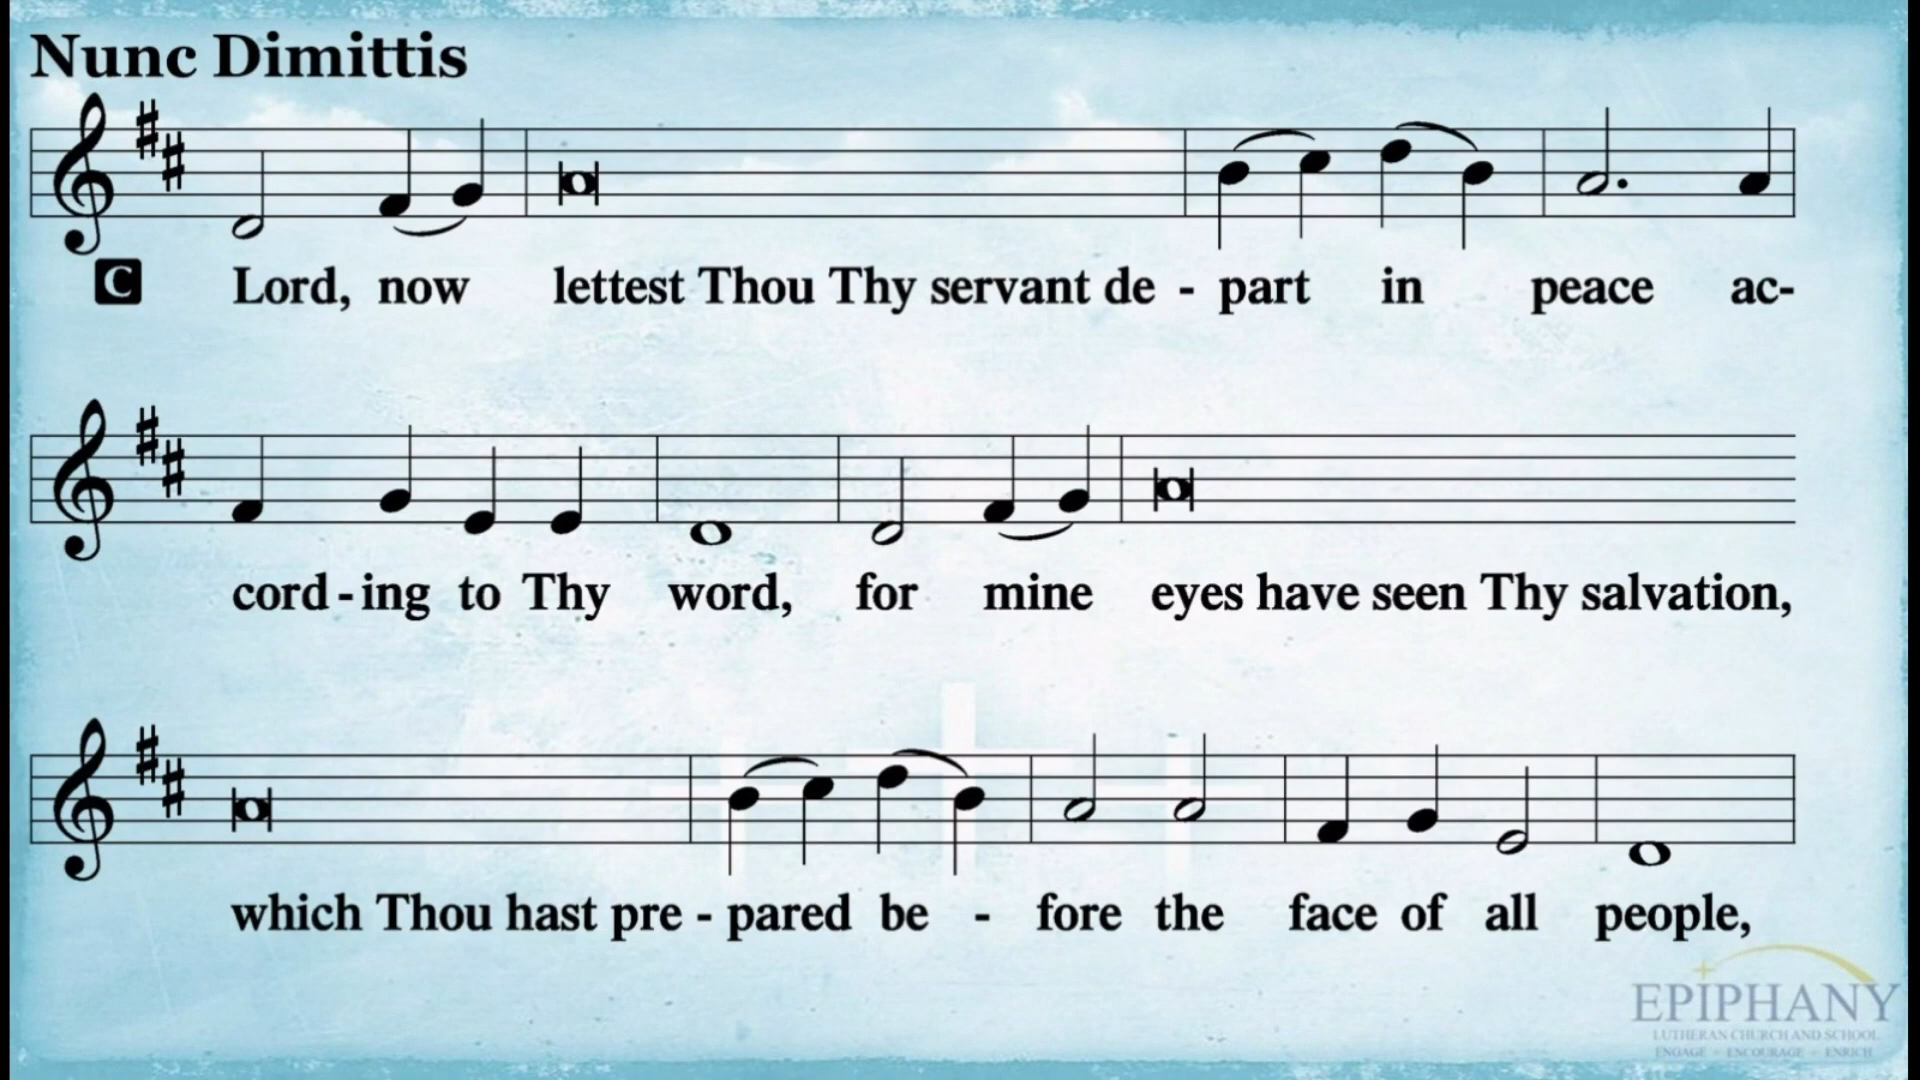 Nunc Dimittis
C Lord, now lettest Thou Thy servant de - part in peace ac-
cord - ing to Thy word, for mine eyes have seen Thy salvation,
which Thou hast pre - pared be - fore the face of all people,
EPIPHANY
LUTHERAN CHURCH AND SCHOOL
ENGAGE • ENCOURAGE • ENRICH